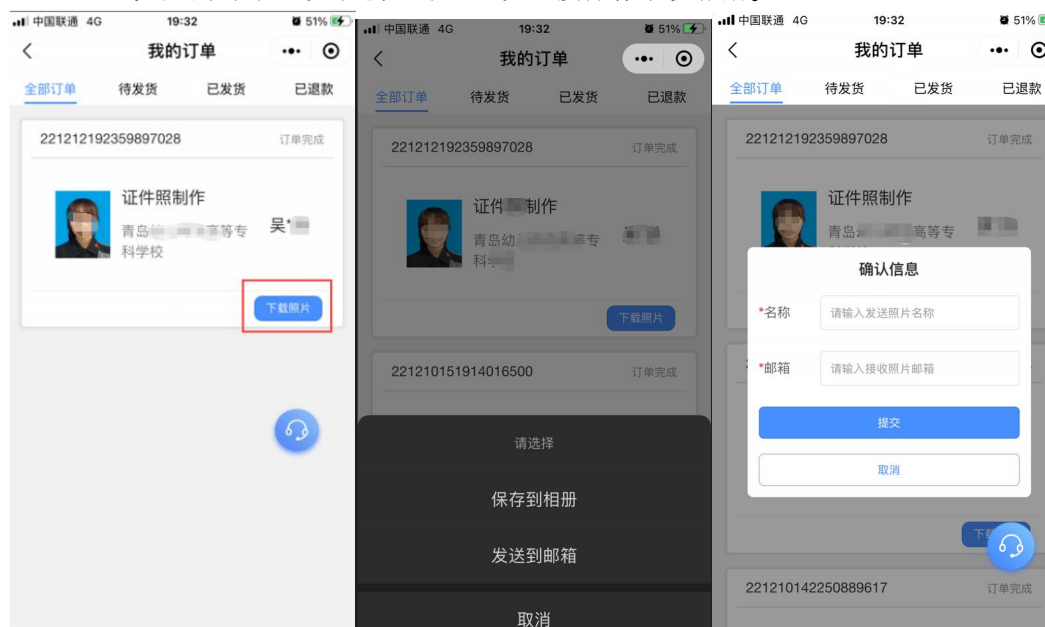 中国联通 4G 19:32 51%
我的订单
全部订单 待发货 已发货 已退款
221212192359897028 订单完成
证件照制作
青岛 高等专 吴*
科学校
下载照片
中国联通 4G 19:32 51%
我的订单
全部订单 待发货 已发货 已退款
221212192359897028 订单完成
证件 制作
青岛幼 专
科
下载照片
221210151914016500 订单完成
请选择
保存到相册
发送到邮箱
取消
中国联通 4G 19:32 51%
我的订单
全部订单 待发货 已发货 已退款
221212192359897028 订单完成
证件照制作
青岛 高等专
确认信息
*名称 请输入发送照片名称
*邮箱 请输入接收照片邮箱
提交
取消
下载
221210142250889617 订单完成